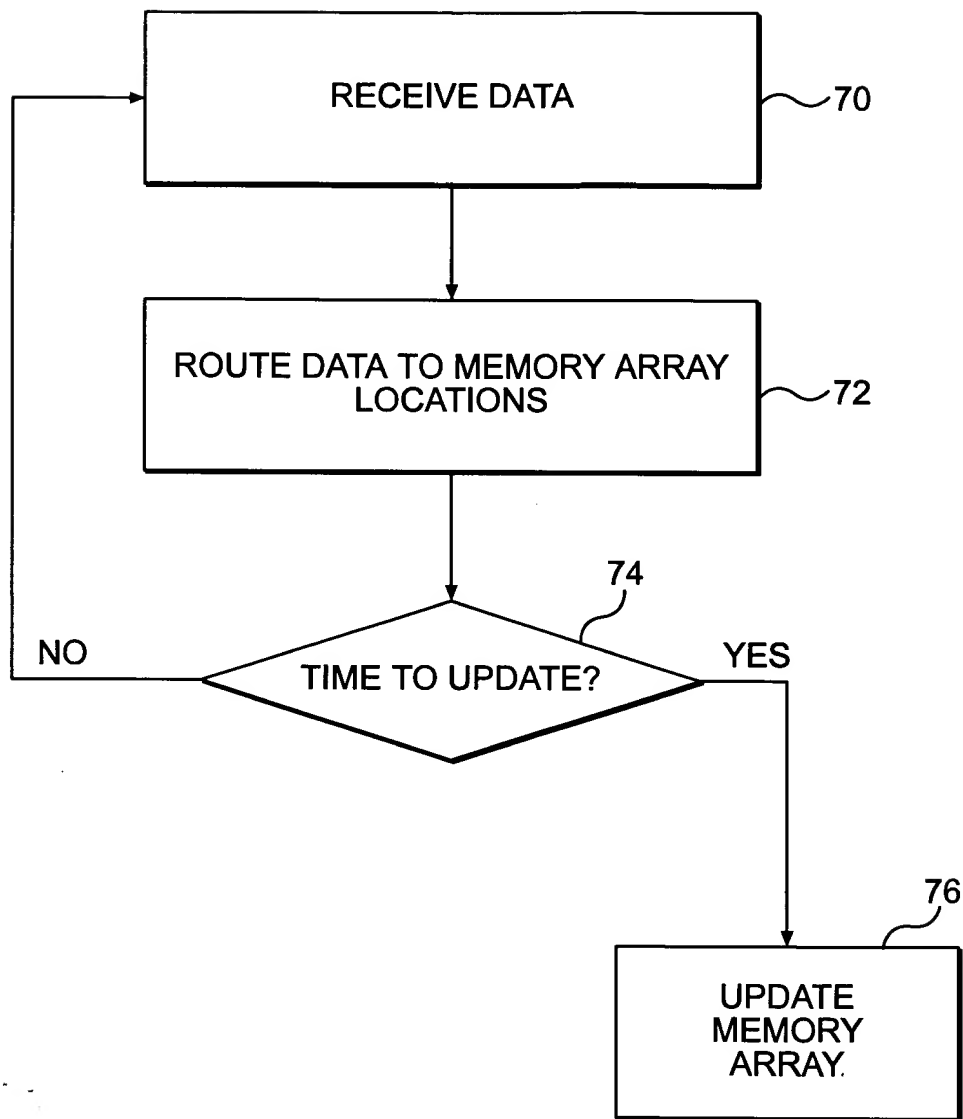 RECEIVE DATA
70
ROUTE DATA TO MEMORY ARRAY
LOCATIONS
72
74
NO
TIME TO UPDATE?
YES
76
UPDATE
MEMORY
ARRAY.